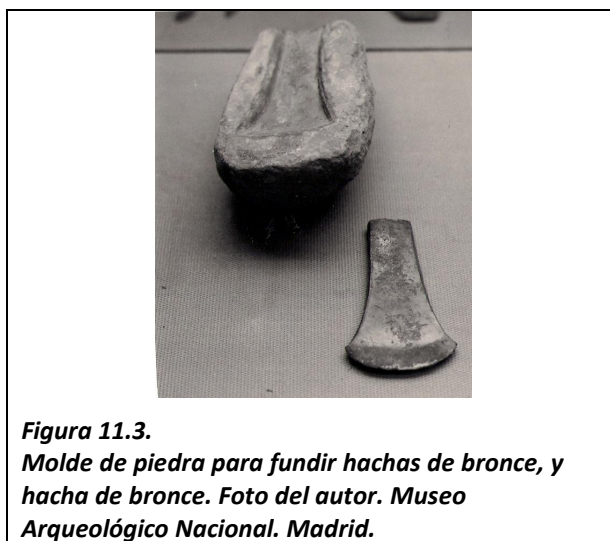 Figura 11.3.
Molde de piedra para fundir hachas de bronce, y
hacha de bronce. Foto del autor. Museo
Arqueológico Nacional. Madrid.